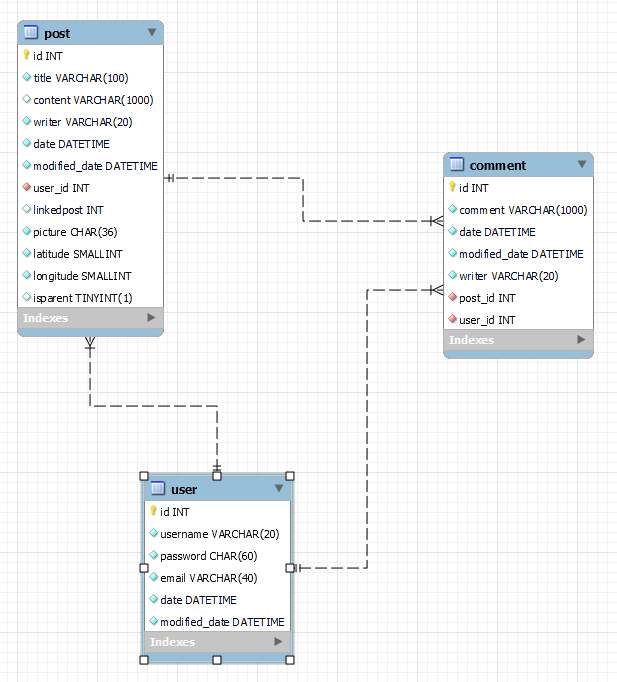 post
id INT
title VARCHAR(100)
content VARCHAR(1000)
writer VARCHAR(20)
date DATETIME
modified_date DATETIME
user_id INT
linkedpost INT
picture CHAR(36)
latitude SMALLINT
longitude SMALLINT
isparent TINYINT(1)
Indexes
comment
id INT
comment VARCHAR(1000)
date DATETIME
modified_date DATETIME
writer VARCHAR(20)
post_id INT
user_id INT
Indexes
user
id INT
username VARCHAR(20)
password CHAR(60)
email VARCHAR(40)
date DATETIME
modified_date DATETIME
Indexes